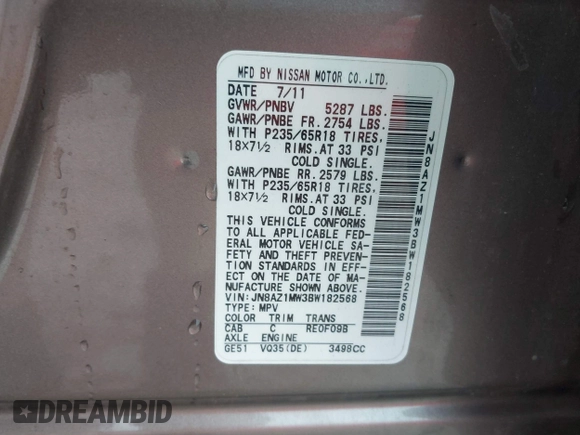 MFD BY NISSAN MOTOR CO.,LTD.
DATE 7/11
GVWR/PNBV 5287 LBS.
GAWR/PNBE FR. 2754 LBS.
WITH P235/65R18 TIRES,
18×7½ RIMS.AT 33 PSI
COLD SINGLE.
GAWR/PNBE RR. 2579 LBS.
WITH P235/65R18 TIRES,
18×7½ RIMS.AT 33 PSI
COLD SINGLE.
THIS VEHICLE CONFORMS
TO ALL APPLICABLE FED-
ERAL MOTOR VEHICLE SA-
FETY AND THEFT PREVEN-
TION STANDARDS IN EFF-
ECT ON THE DATE OF MA-
NUFACTURE SHOWN ABOVE.
VIN: JN8AZ1MW3BW182568
TYPE: MPV
COLOR TRIM TRANS
CAB C RE0F09B
AXLE ENGINE
GE51 VQ35(DE) 3498CC
JN8AZ1MW3BW182568
DREAMBID